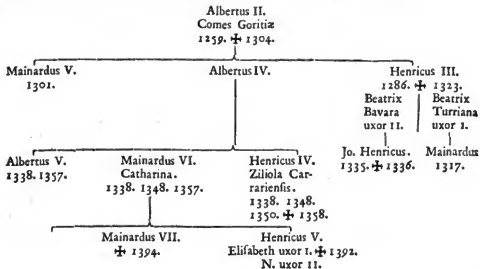 Albertus II.
Comes Goritiæ
1259. ✠ 1304.
Mainardus V.
1301.
Albertus IV.
Henricus III.
1286. ✠ 1323.
Beatrix
Bavara
uxor II.
Beatrix
Turriana
uxor I.
Jo. Henricus.
1335. ✠ 1336.
Mainardus
1317.
Albertus V.
1338. 1357.
Mainardus VI.
Catharina.
1338. 1348. 1357.
Henricus IV.
Ziliola Car-
rarienſis.
1338. 1348.
1350. ✠ 1358.
Mainardus VII.
✠ 1394.
Henricus V.
Eliſabeth uxor I. ✠ 1392.
N. uxor II.